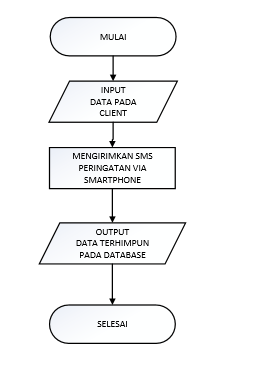 MULAI
INPUT
DATA PADA
CLIENT
MENGIRIMKAN SMS
PERINGATAN VIA
SMARTPHONE
OUTPUT
DATA TERHIMPUN
PADA DATABASE
SELESAI